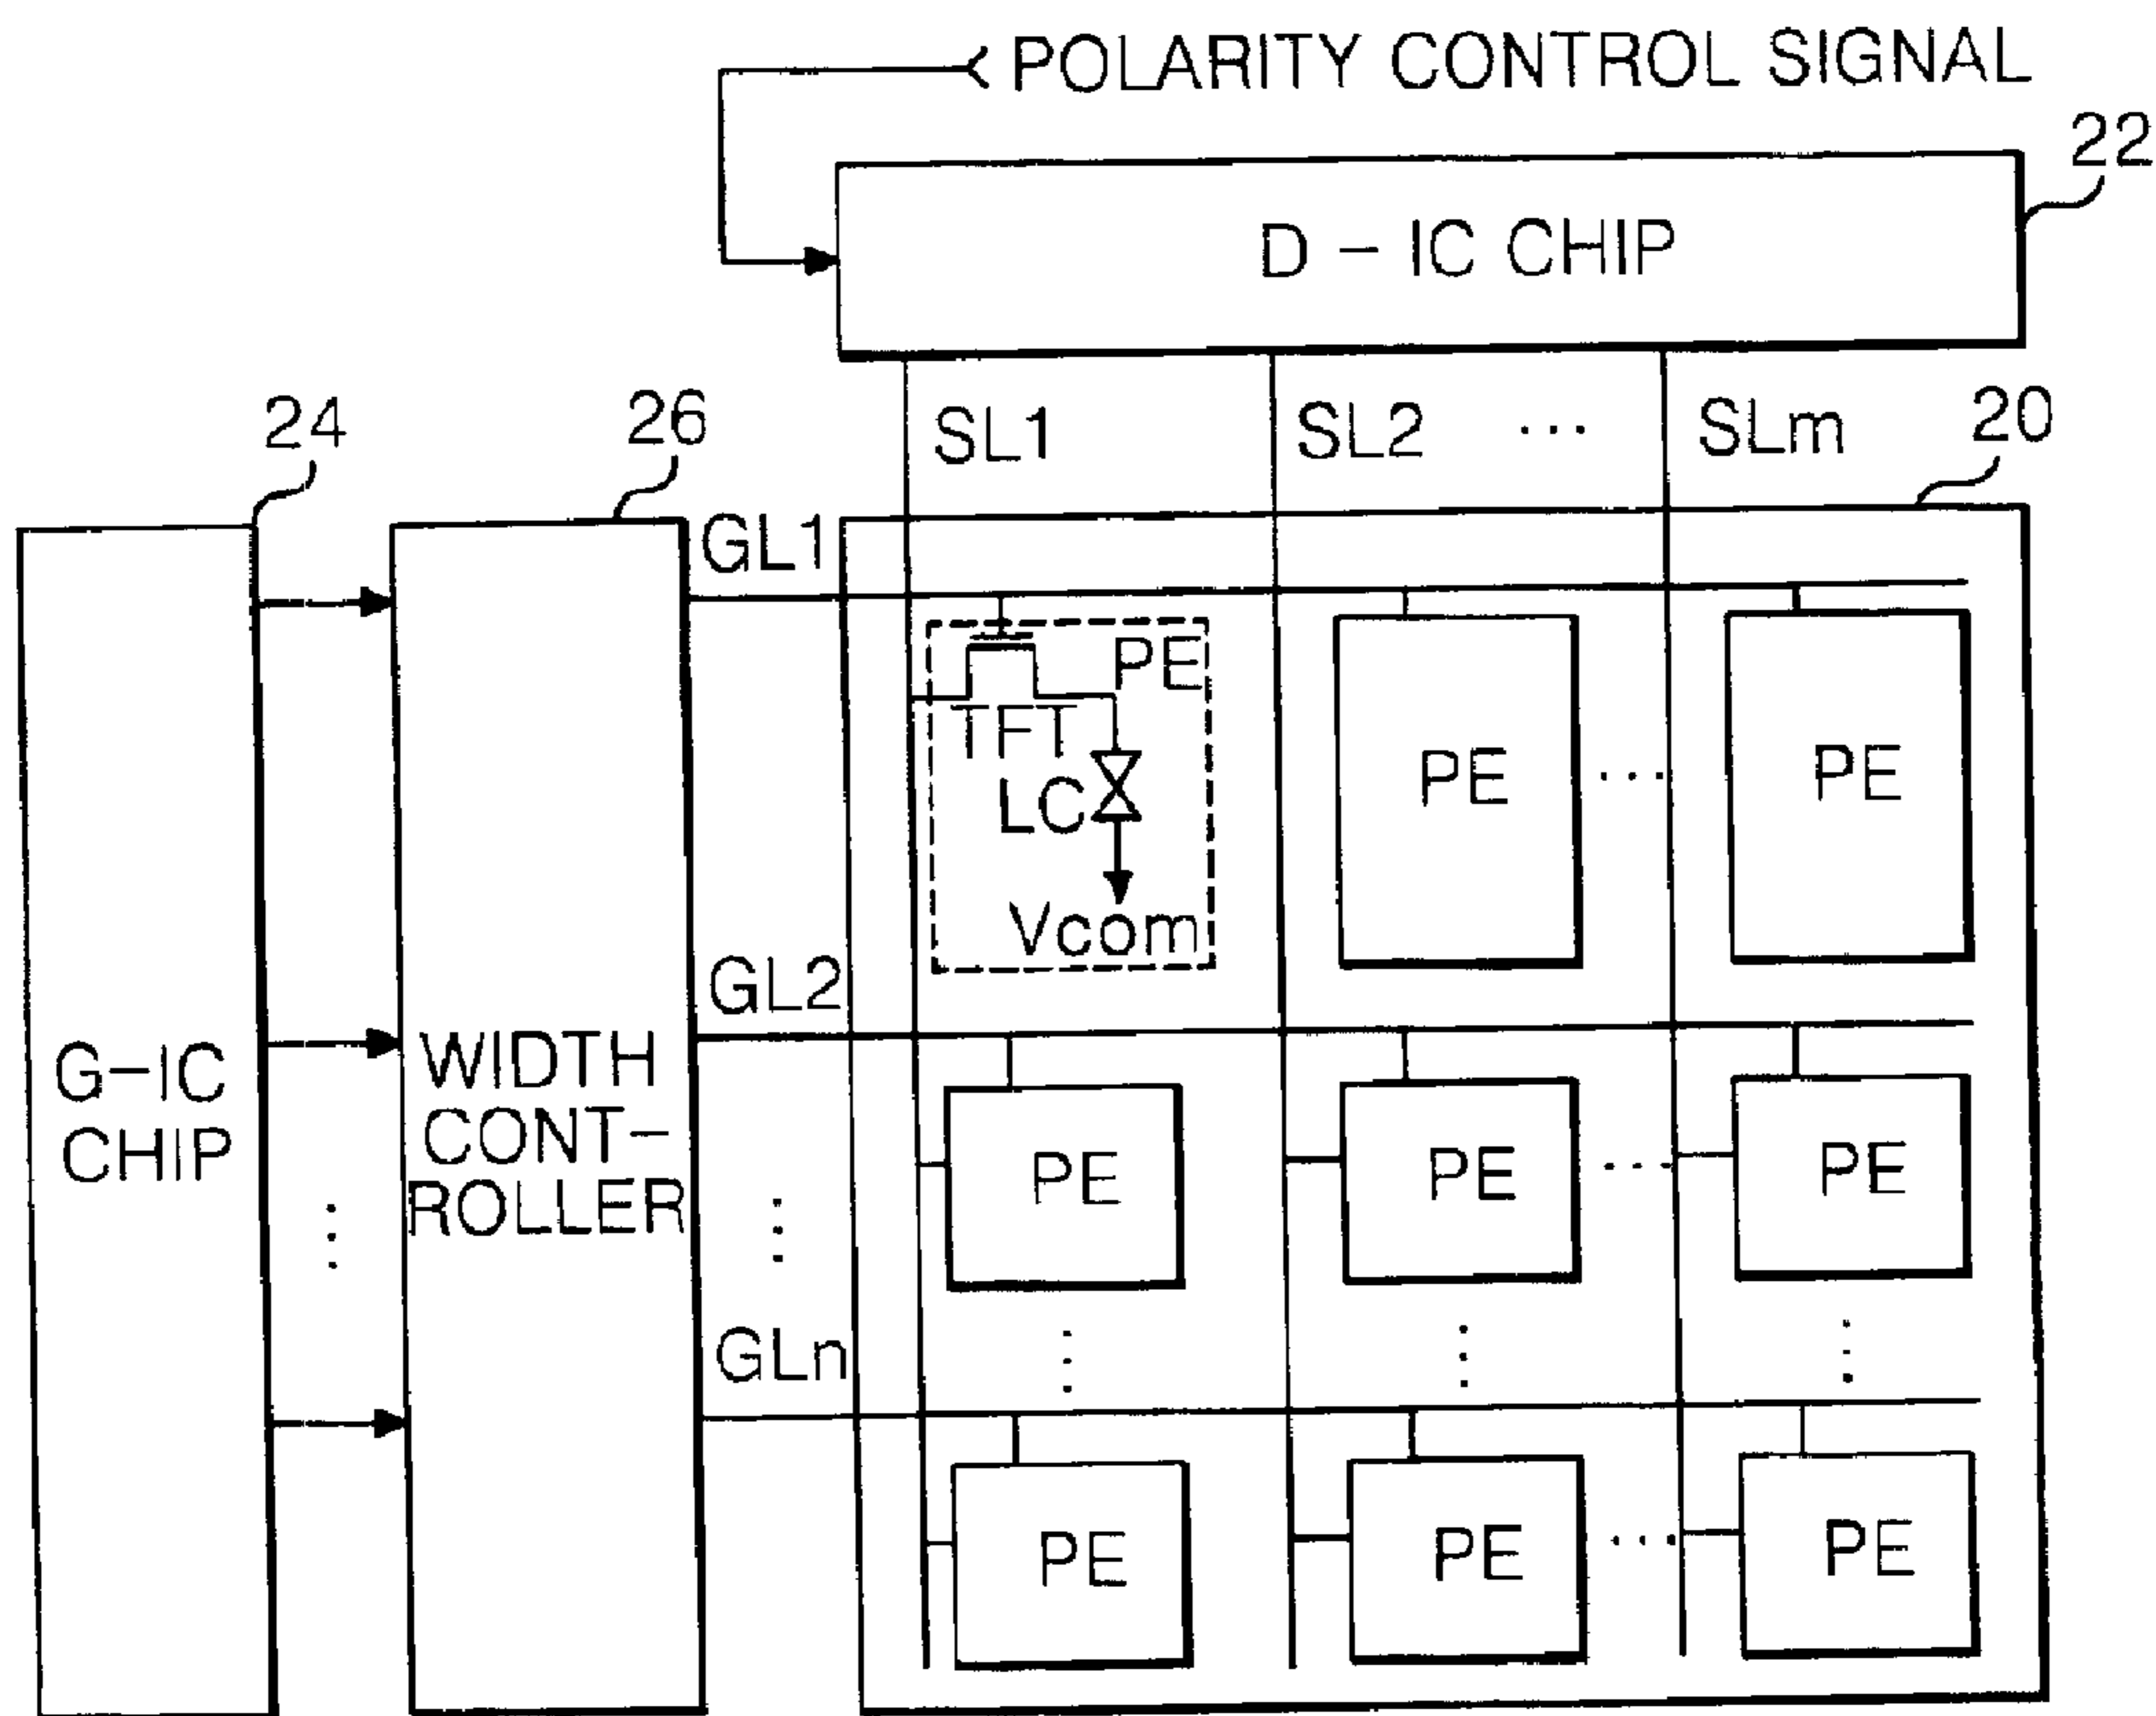 POLARITY CONTROL SIGNAL
22
D – IC CHIP
24
26
SL1 SL2 ... SLm
20
GL1
PE
TFT
LC
Vcom
PE ... PE
GL2
G–IC
CHIP
WIDTH
CONT–
ROLLER
PE PE ... PE
GLn
PE PE ... PE